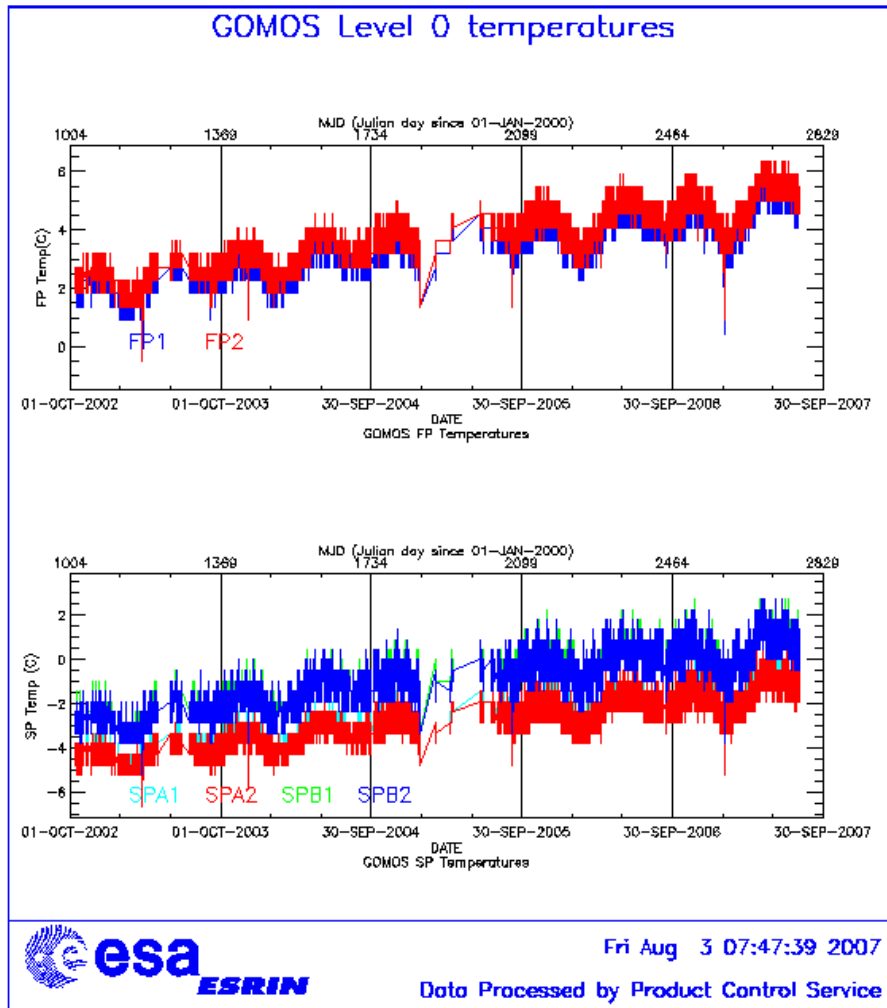 GOMOS Level 0 temperatures
MJD (Julian day since 01-JAN-2000)
1004 1369 1734 2099 2464 2829
6
4
2
0
FP Temp(C)
FP1 FP2
01-OCT-2002 01-OCT-2003 30-SEP-2004 30-SEP-2005 30-SEP-2006 30-SEP-2007
DATE
GOMOS FP Temperatures
MJD (Julian day since 01-JAN-2000)
1004 1369 1734 2099 2464 2829
2
0
-2
-4
-6
SP Temp (C)
SPA1 SPA2 SPB1 SPB2
01-OCT-2002 01-OCT-2003 30-SEP-2004 30-SEP-2005 30-SEP-2006 30-SEP-2007
DATE
GOMOS SP Temperatures
esa
ESRIN
Fri Aug 3 07:47:39 2007
Data Processed by Product Control Service